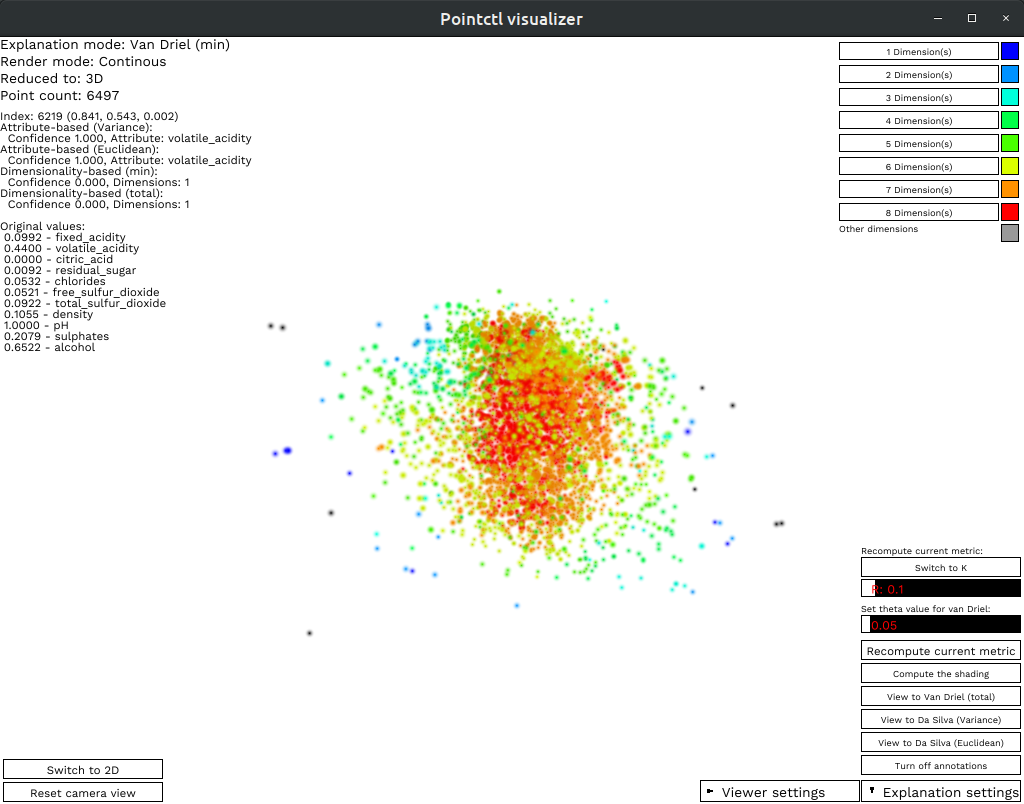 Pointctl visualizer
Explanation mode: Van Driel (min)
Render mode: Continous
Reduced to: 3D
Point count: 6497
Index: 6219 (0.841, 0.543, 0.002)
Attribute-based (Variance):
Confidence 1.000, Attribute: volatile_acidity
Attribute-based (Euclidean):
Confidence 1.000, Attribute: volatile_acidity
Dimensionality-based (min):
Confidence 0.000, Dimensions: 1
Dimensionality-based (total):
Confidence 0.000, Dimensions: 1
Original values:
0.0992 - fixed_acidity
0.4400 - volatile_acidity
0.0000 - citric_acid
0.0092 - residual_sugar
0.0532 - chlorides
0.0521 - free_sulfur_dioxide
0.0922 - total_sulfur_dioxide
0.1055 - density
1.0000 - pH
0.2079 - sulphates
0.6522 - alcohol
1 Dimension(s)
2 Dimension(s)
3 Dimension(s)
4 Dimension(s)
5 Dimension(s)
6 Dimension(s)
7 Dimension(s)
8 Dimension(s)
Other dimensions
Recompute current metric:
Switch to K
R: 0.1
Set theta value for van Driel:
0.05
Recompute current metric
Compute the shading
View to Van Driel (total)
View to Da Silva (Variance)
View to Da Silva (Euclidean)
Turn off annotations
Switch to 2D
Reset camera view
Viewer settings
Explanation settings